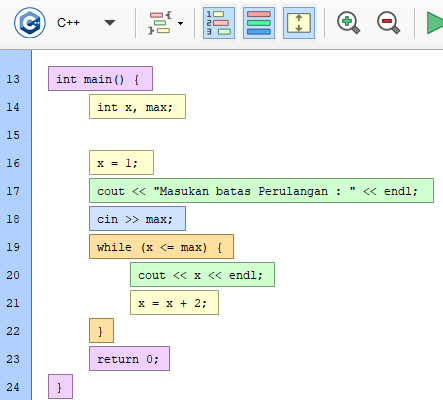 C++
13 int main() {
14 int x, max;
15
16 x = 1;
17 cout << "Masukan batas Perulangan : " << endl;
18 cin >> max;
19 while (x <= max) {
20 cout << x << endl;
21 x = x + 2;
22 }
23 return 0;
24 }